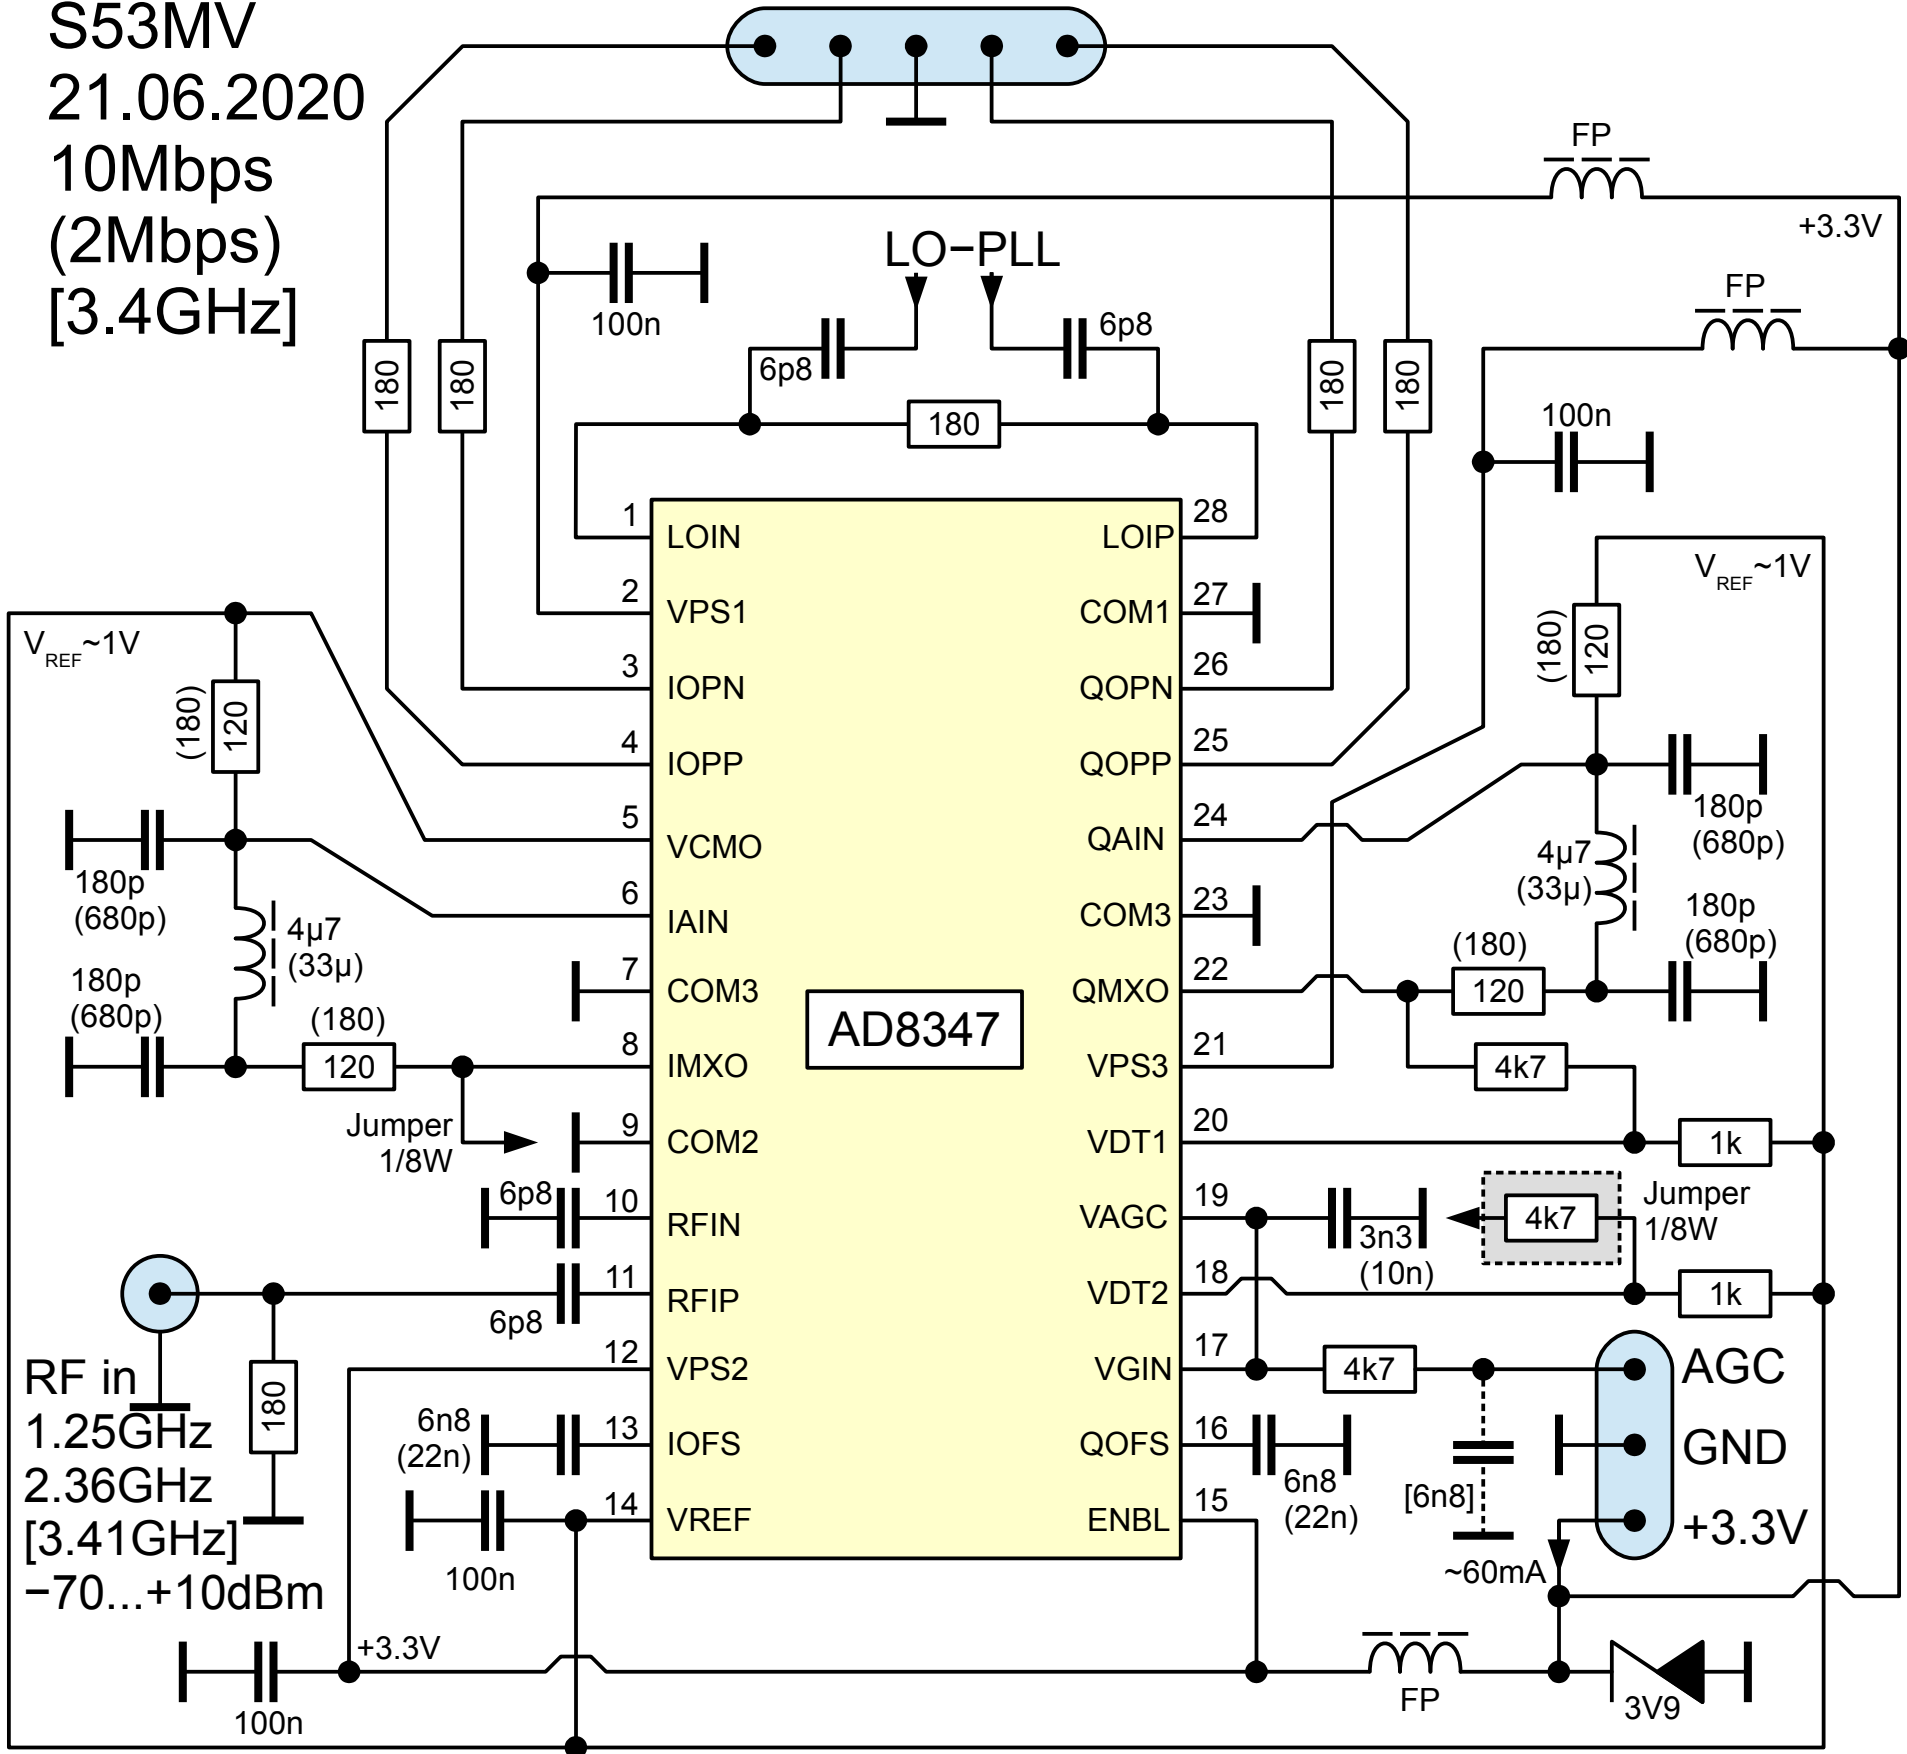 S53MV
21.06.2020
10Mbps
(2Mbps)
[3.4GHz]
FP
+3.3V
LO−PLL
FP
100n
6p8
6p8
180
180
180
180
180
100n
1
LOIN
28
LOIP
2
VPS1
27
COM1
3
IOPN
26
QOPN
4
IOPP
25
QOPP
5
VCMO
24
QAIN
6
IAIN
23
COM3
7
COM3
22
QMXO
8
IMXO
21
VPS3
9
COM2
20
VDT1
10
RFIN
19
VAGC
11
RFIP
18
VDT2
12
VPS2
17
VGIN
13
IOFS
16
QOFS
14
VREF
15
ENBL
AD8347
VREF~1V
(180)
120
180p
(680p)
4µ7
(33µ)
180p
(680p)
(180)
120
Jumper
1/8W
6p8
6p8
RF in
1.25GHz
2.36GHz
[3.41GHz]
−70...+10dBm
180
6n8
(22n)
100n
+3.3V
100n
VREF~1V
(180)
120
180p
(680p)
4µ7
(33µ)
180p
(680p)
(180)
120
4k7
1k
4k7
Jumper
1/8W
3n3
(10n)
1k
4k7
AGC
GND
+3.3V
6n8
(22n)
[6n8]
~60mA
FP
3V9